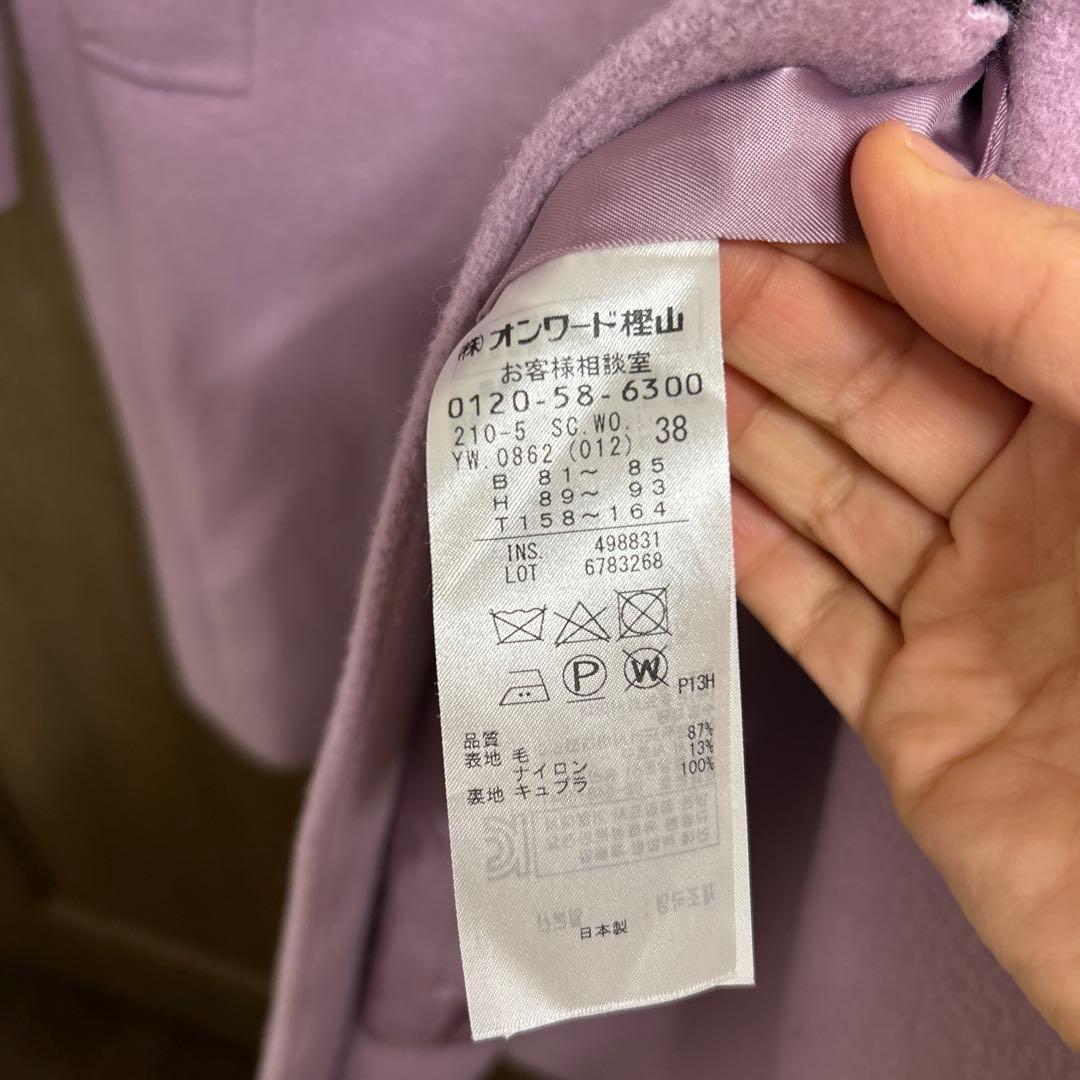 (株)オンワード樫山
お客様相談室
0120-58-6300
210-5 SC.WO. 38
YW.0862 (012)
B 81～ 85
H 89～ 93
T158～164
INS. 498831
LOT 6783268
P W P13H
品質
表地 毛 87%
ナイロン 13%
裏地 キュプラ 100%
日本製